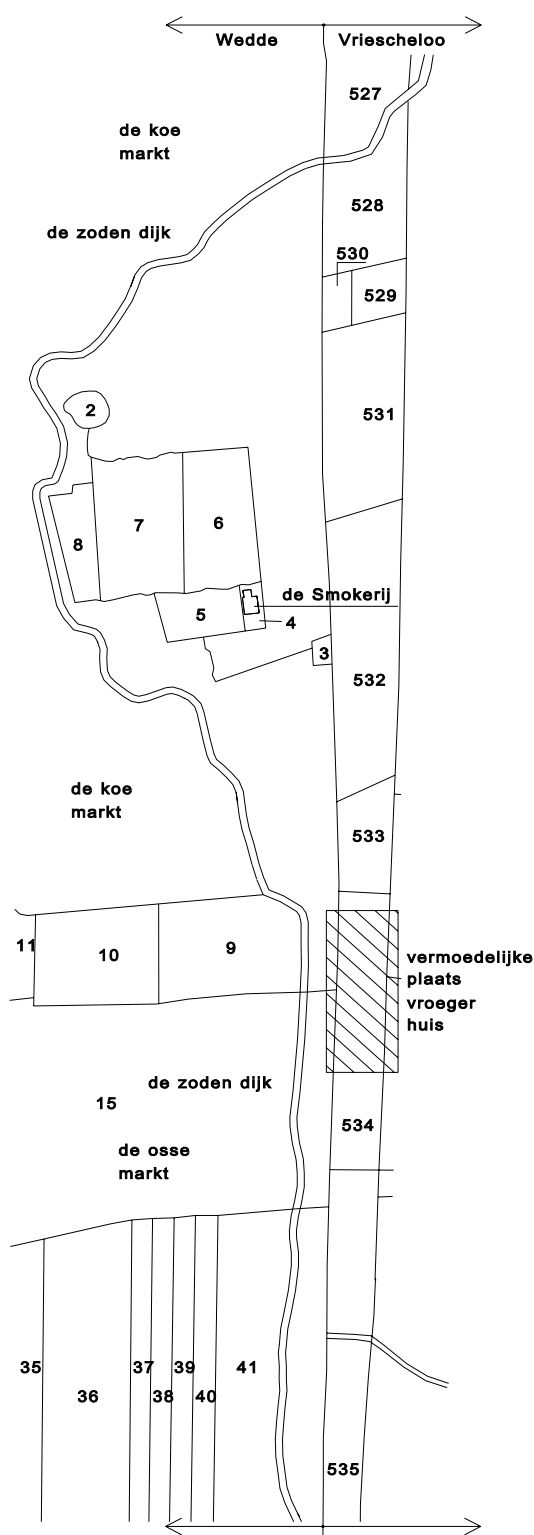 Wedde
Vriescheloo
527
de koe
markt
528
de zoden dijk
530
529
2
531
7
6
8
de Smokerij
5
4
3
532
de koe
markt
533
11
10
9
vermoedelijke
plaats
vroeger
huis
de zoden dijk
15
534
de osse
markt
35
37
39
41
36
38
40
535